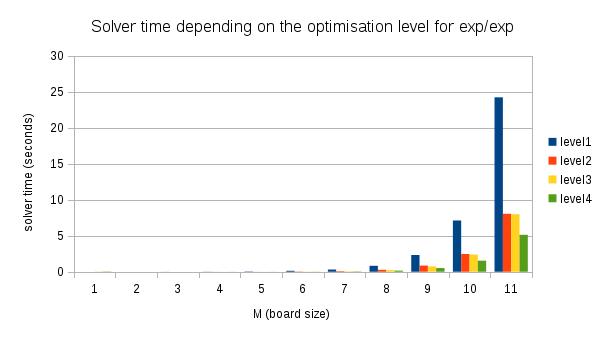 Solver time depending on the optimisation level for exp/exp
30
25
20
15
10
5
0
solver time (seconds)
1 2 3 4 5 6 7 8 9 10 11
M (board size)
level1
level2
level3
level4